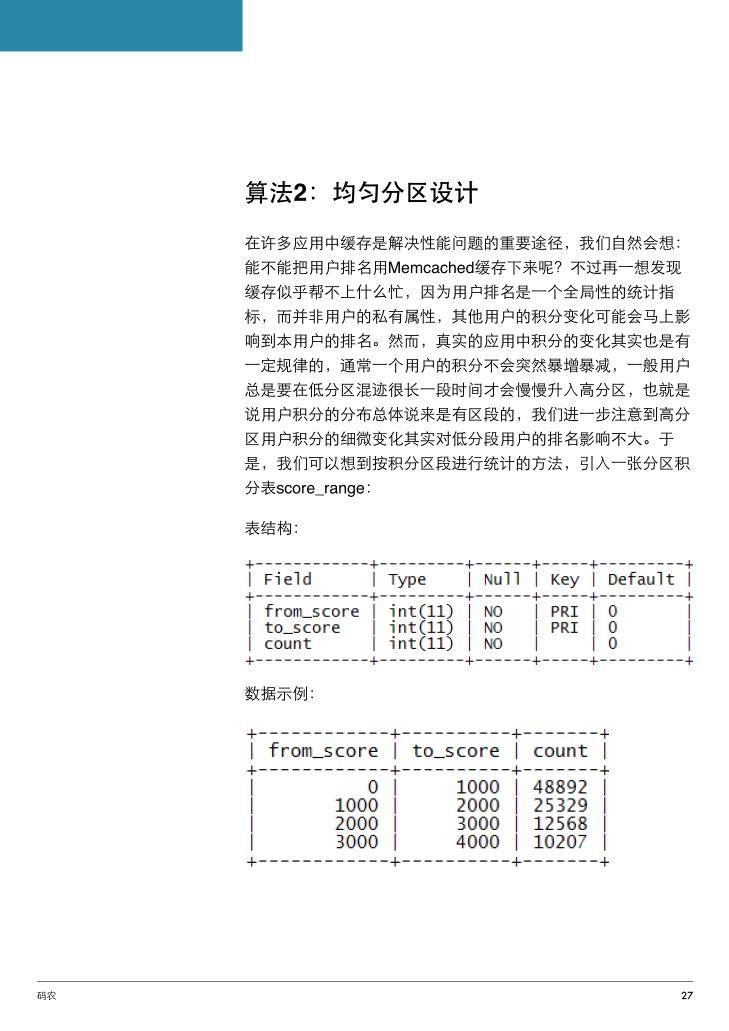 算法2：均匀分区设计
在许多应用中缓存是解决性能问题的重要途径，我们自然会想：
能不能把用户排名用Memcached缓存下来呢？不过再一想发现
缓存似乎帮不上什么忙，因为用户排名是一个全局性的统计指
标，而并非用户的私有属性，其他用户的积分变化可能会马上影
响到本用户的排名。然而，真实的应用中积分的变化其实也是有
一定规律的，通常一个用户的积分不会突然暴增暴减，一般用户
总是要在低分区混迹很长一段时间才会慢慢升入高分区，也就是
说用户积分的分布总体说来是有区段的，我们进一步注意到高分
区用户积分的细微变化其实对低分段用户的排名影响不大。于
是，我们可以想到按积分区段进行统计的方法，引入一张分区积
分表score_range：
表结构：
+------------+---------+------+-----+---------+
| Field | Type | Null | Key | Default |
+------------+---------+------+-----+---------+
| from_score | int(11) | NO | PRI | 0 |
| to_score | int(11) | NO | PRI | 0 |
| count | int(11) | NO | | 0 |
+------------+---------+------+-----+---------+
数据示例：
+------------+----------+-------+
| from_score | to_score | count |
+------------+----------+-------+
| 0 | 1000 | 48892 |
| 1000 | 2000 | 25329 |
| 2000 | 3000 | 12568 |
| 3000 | 4000 | 10207 |
+------------+----------+-------+
码农 27